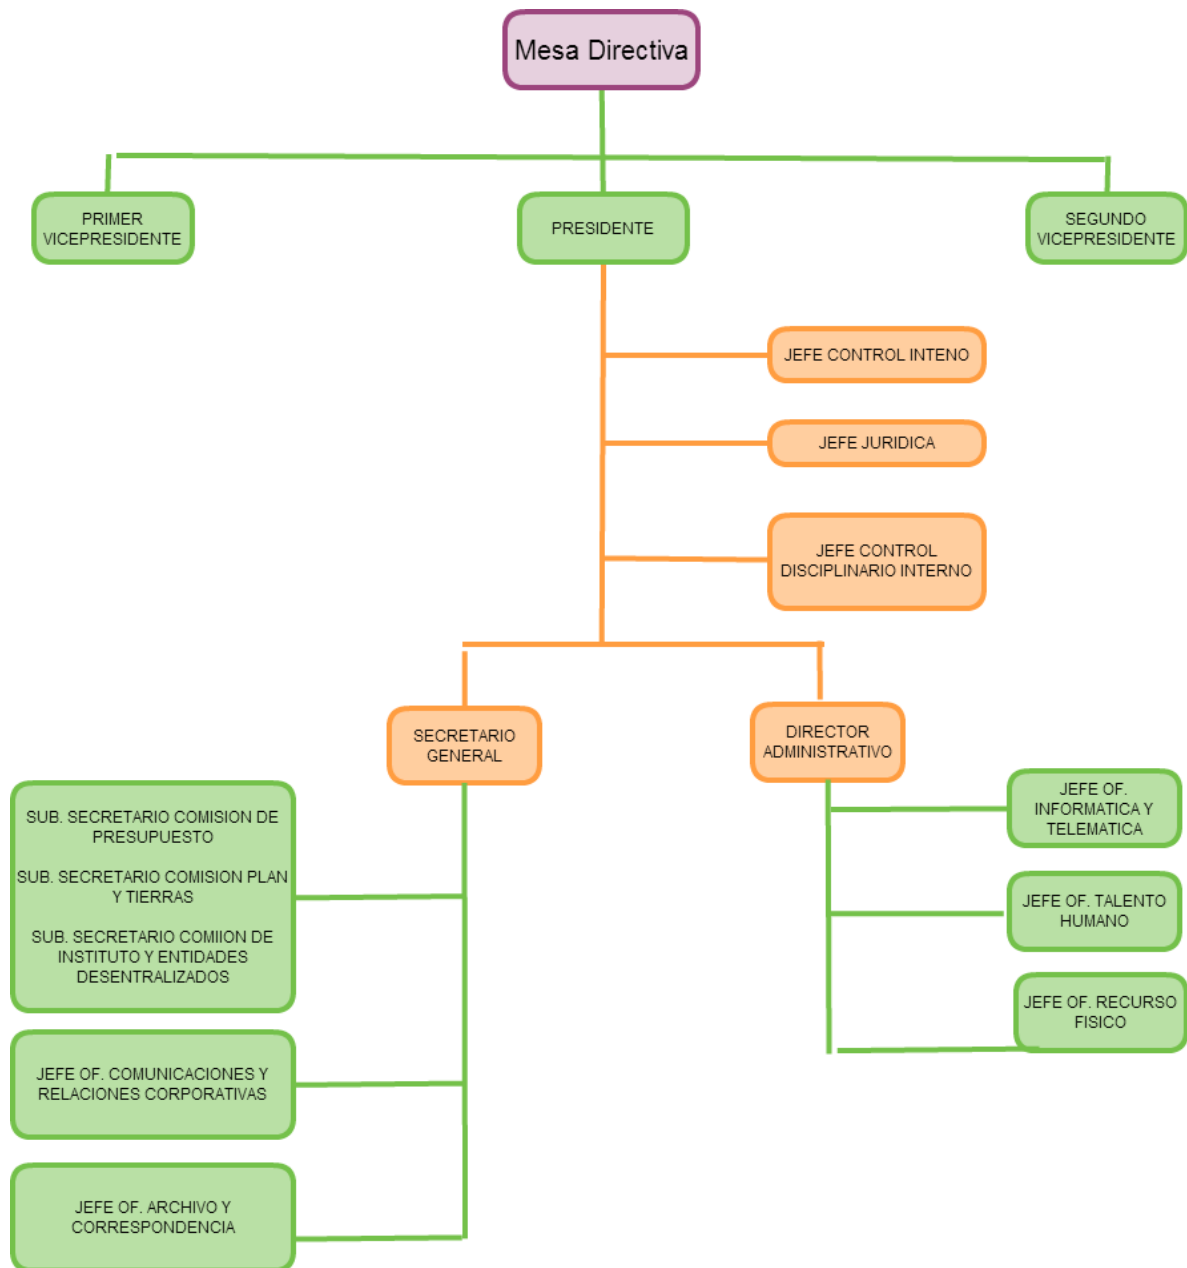 Mesa Directiva
PRIMER
VICEPRESIDENTE
PRESIDENTE
SEGUNDO
VICEPRESIDENTE
JEFE CONTROL INTENO
JEFE JURIDICA
JEFE CONTROL
DISCIPLINARIO INTERNO
SECRETARIO
GENERAL
DIRECTOR
ADMINISTRATIVO
SUB. SECRETARIO COMISION DE
PRESUPUESTO
SUB. SECRETARIO COMISION PLAN
Y TIERRAS
SUB. SECRETARIO COMIION DE
INSTITUTO Y ENTIDADES
DESENTRALIZADOS
JEFE OF. COMUNICACIONES Y
RELACIONES CORPORATIVAS
JEFE OF. ARCHIVO Y
CORRESPONDENCIA
JEFE OF.
INFORMATICA Y
TELEMATICA
JEFE OF. TALENTO
HUMANO
JEFE OF. RECURSO
FISICO